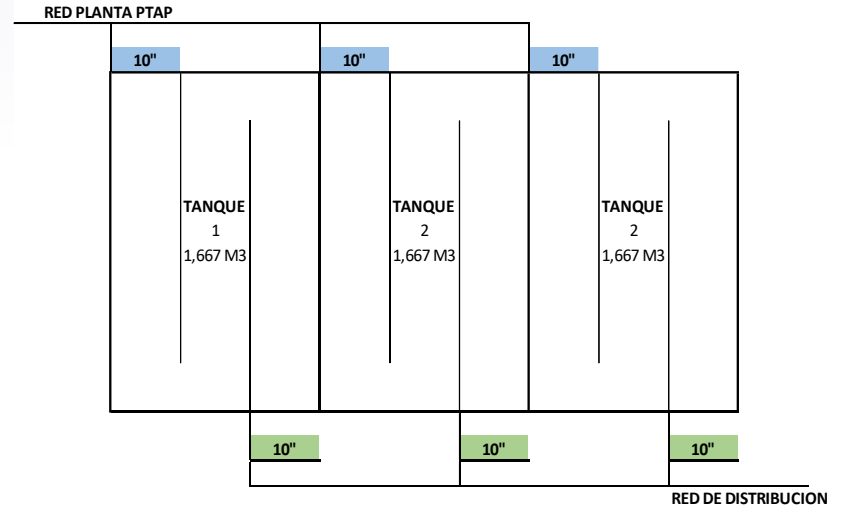 RED PLANTA PTAP
10"
10"
10"
TANQUE
1
1,667 M3
TANQUE
2
1,667 M3
TANQUE
2
1,667 M3
10"
10"
10"
RED DE DISTRIBUCION